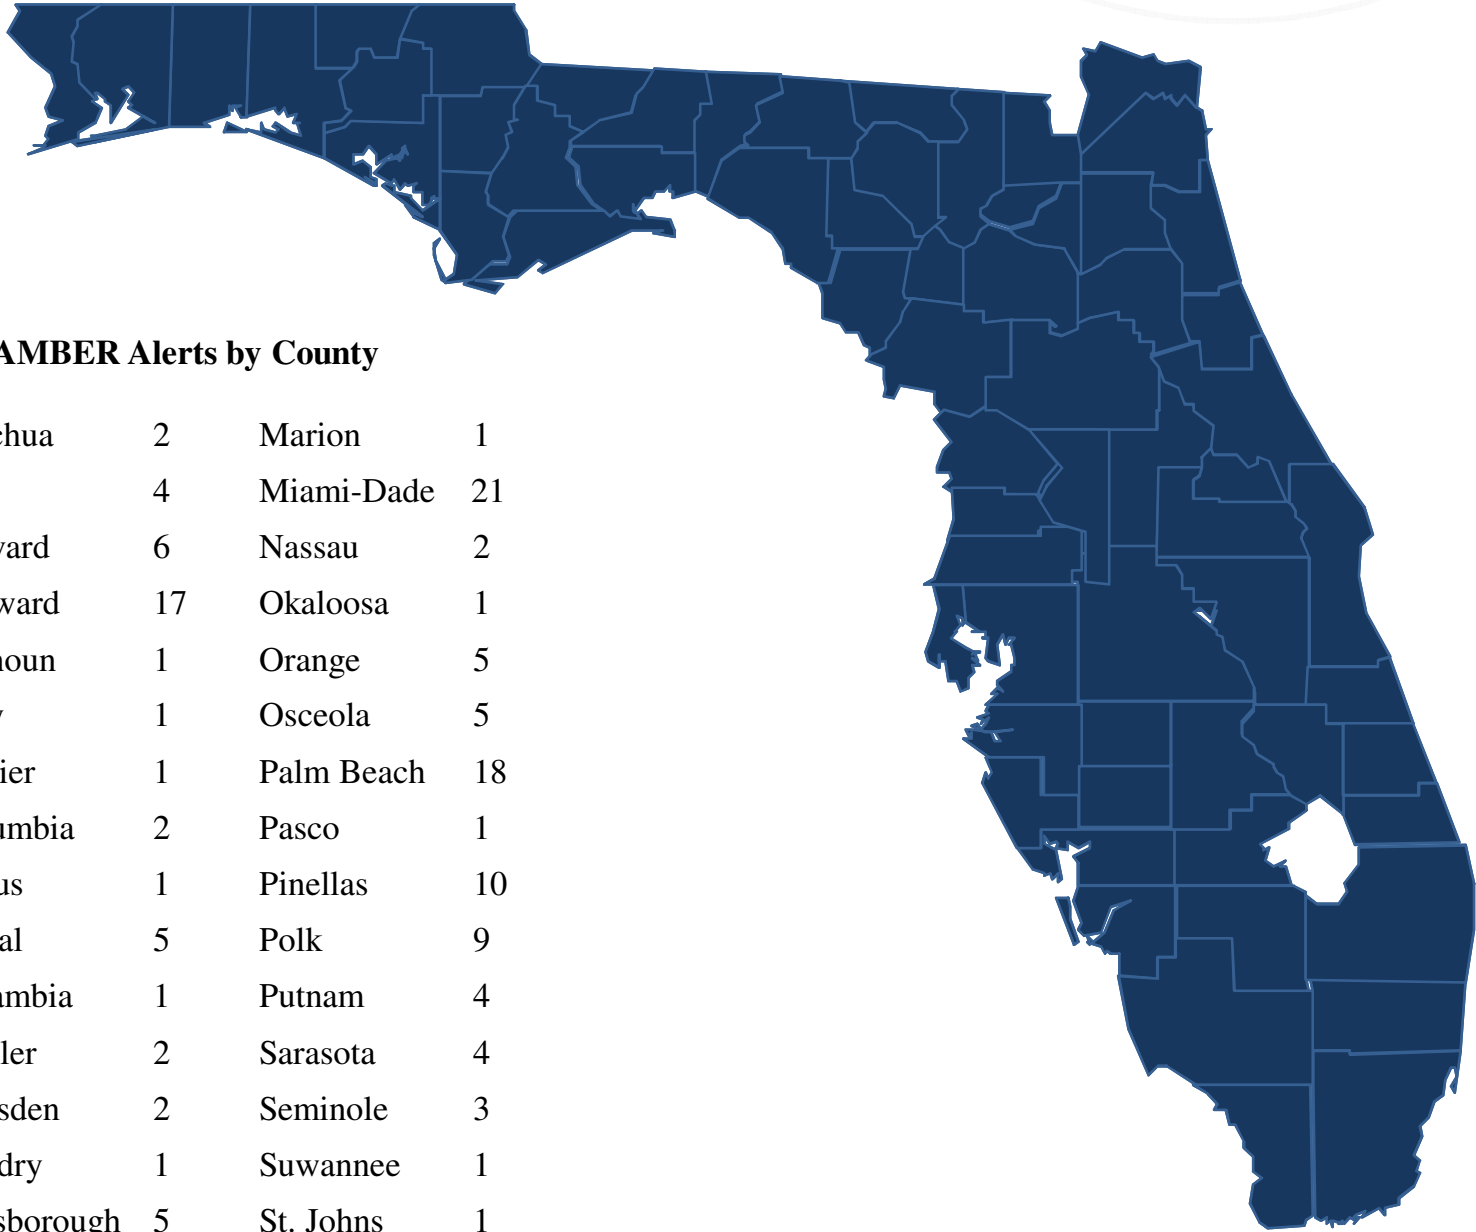 AMBER Alerts by County
chua 2 Marion 1
4 Miami-Dade 21
vard 6 Nassau 2
ward 17 Okaloosa 1
houn 1 Orange 5
y 1 Osceola 5
ier 1 Palm Beach 18
umbia 2 Pasco 1
us 1 Pinellas 10
al 5 Polk 9
ambia 1 Putnam 4
ler 2 Sarasota 4
sden 2 Seminole 3
dry 1 Suwannee 1
sborough 5 St. Johns 1